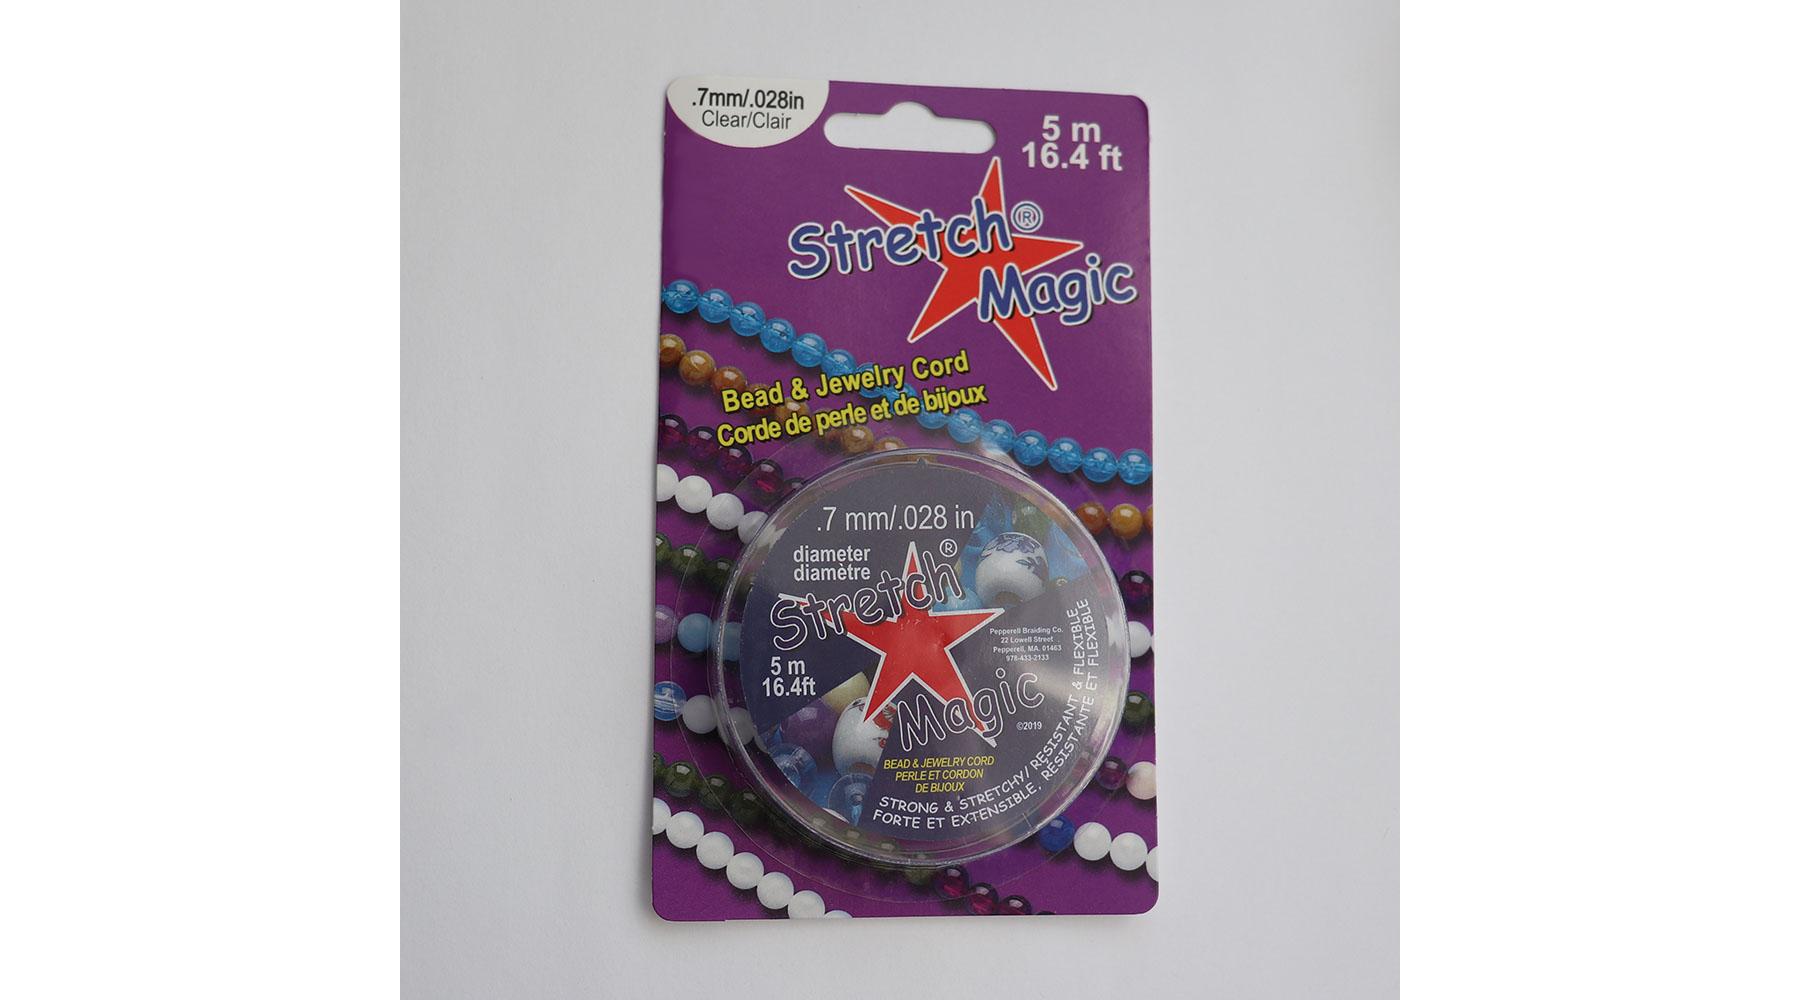 .7mm/.028in
Clear/Clair
5 m
16.4 ft
Stretch®
Magic
Bead & Jewelry Cord
Corde de perle et de bijoux
.7 mm/.028 in
diameter
diamètre
Stretch®
Magic
5 m
16.4ft
Pepperell Braiding Co.
22 Lowell Street
Pepperell, MA. 01463
978-433-2133
©2019
BEAD & JEWELRY CORD
PERLE ET CORDON
DE BIJOUX
STRONG & STRETCHY/ RESISTANT & FLEXIBLE
FORTE ET EXTENSIBLE, RÉSISTANTE ET FLEXIBLE